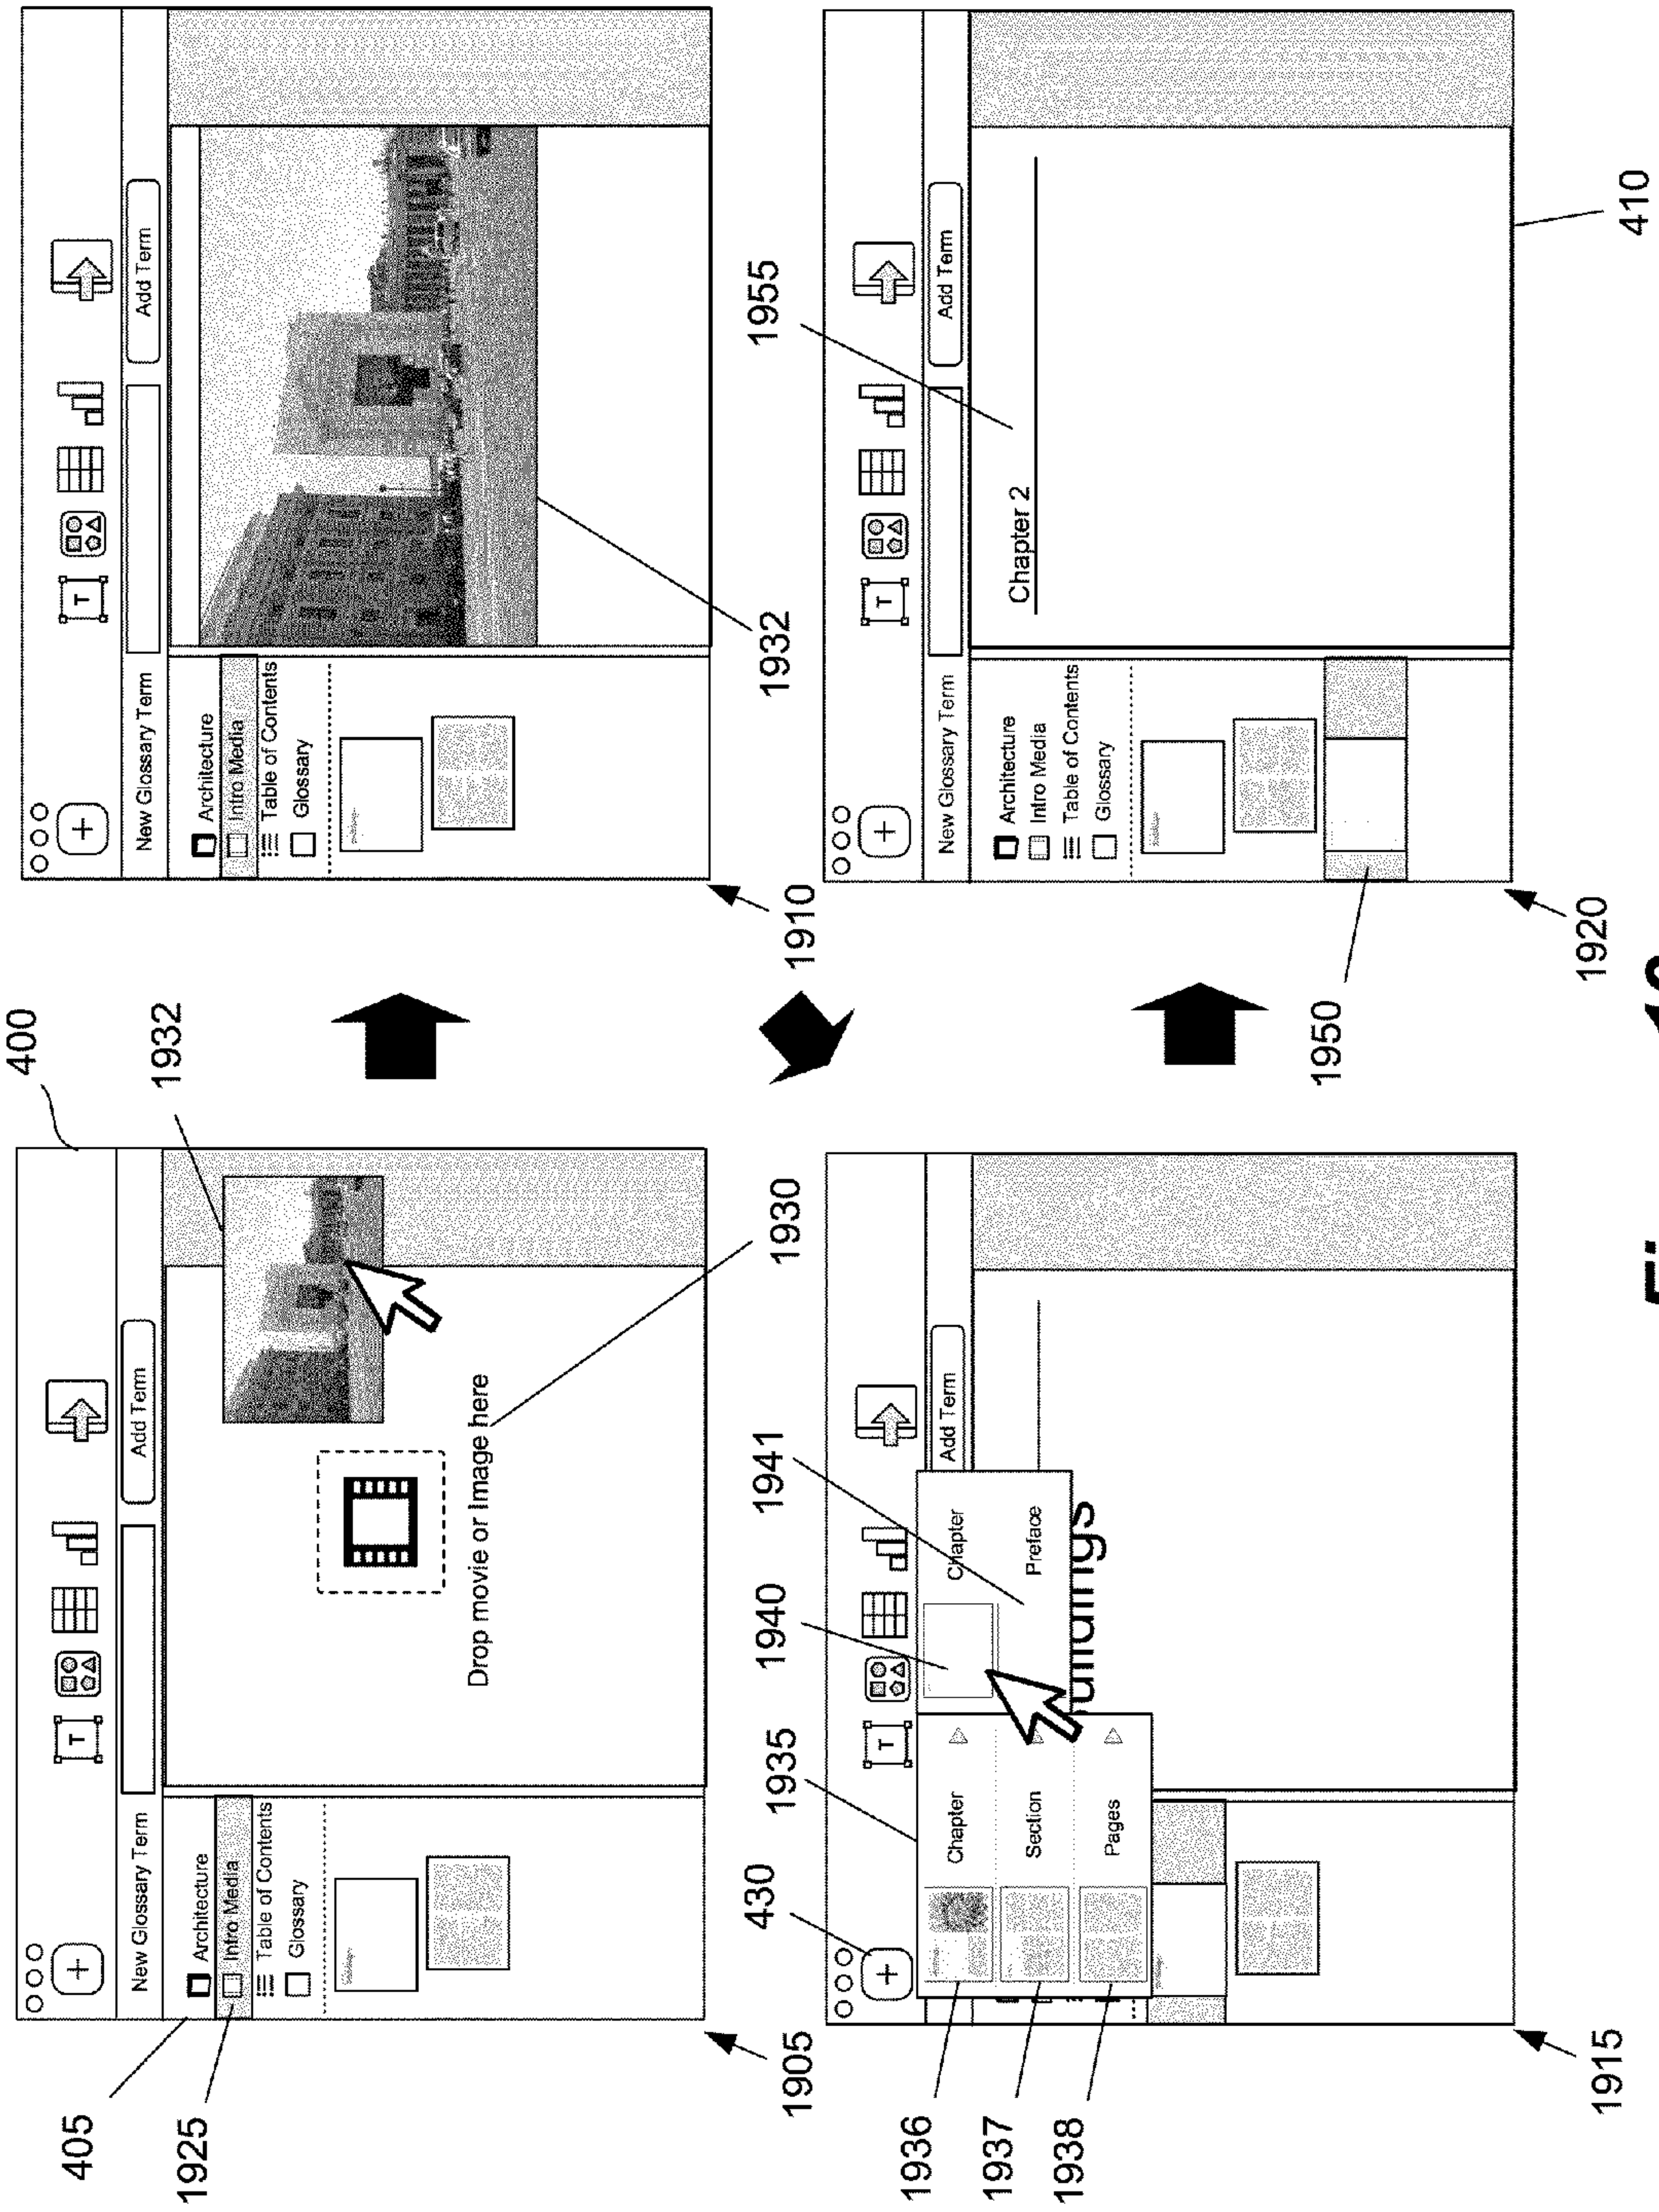 400
405
New Glossary Term
Add Term
T
+
1932
1925
Architecture
Intro Media
Table of Contents
Glossary
Drop movie or Image here
1930
1905
T
+
New Glossary Term
Add Term
Architecture
Intro Media
Table of Contents
Glossary
1932
1910
430
1935
1940
1941
T
+
Add Term
1936
Chapter
Chapter
1937
Section
Preface
1938
Pages
1915
1955
T
+
New Glossary Term
Add Term
Architecture
Intro Media
Table of Contents
Glossary
Chapter 2
1950
1920
410